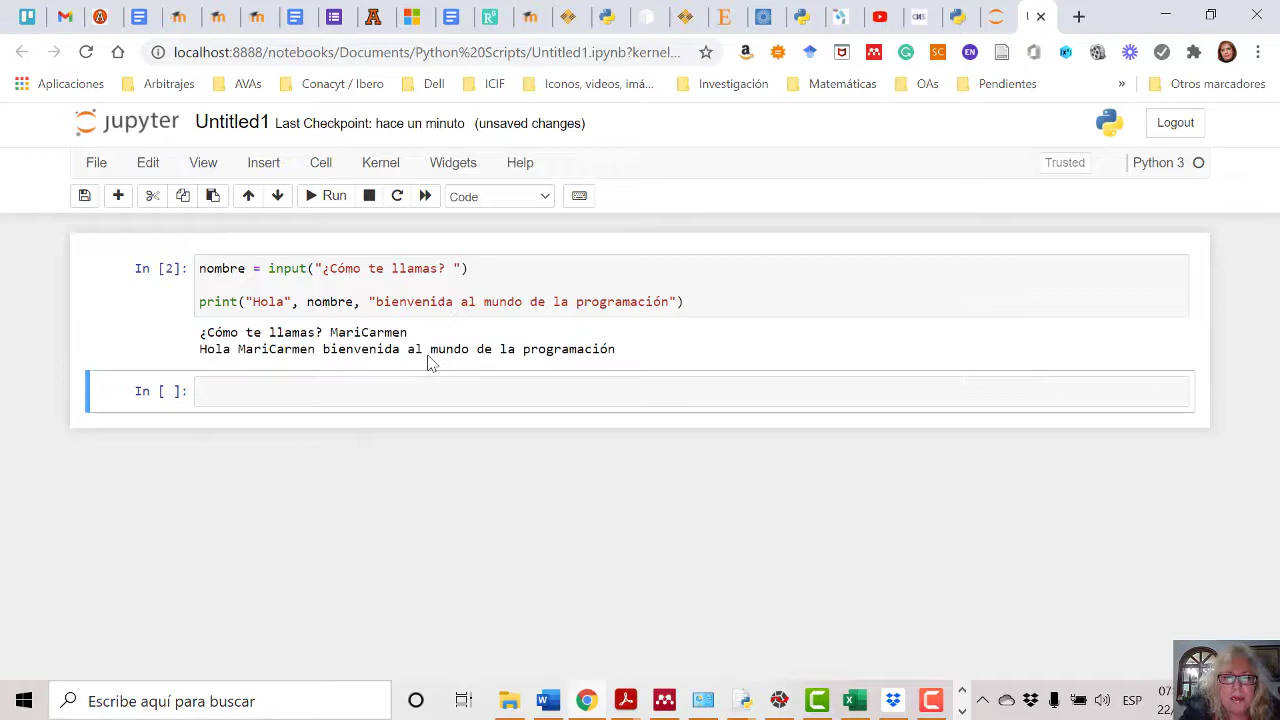 localhost:8888/notebooks/Documents/Python%20Scripts/Untitled1.ipynb?kernel...
Aplicaciones Arbitrajes AVAs Conacyt / Ibero Dell ICIF Iconos, videos, imá... Investigación Matemáticas OAs Pendientes » Otros marcadores
jupyter Untitled1 Last Checkpoint: hace un minuto (unsaved changes) Logout
File Edit View Insert Cell Kernel Widgets Help Trusted Python 3
Run Code
In [2]: nombre = input("¿Cómo te llamas? ")
print("Hola", nombre, "bienvenida al mundo de la programación")
¿Cómo te llamas? MariCarmen
Hola MariCarmen bienvenida al mundo de la programación
In [ ]:
Escribe aquí para buscar ESP